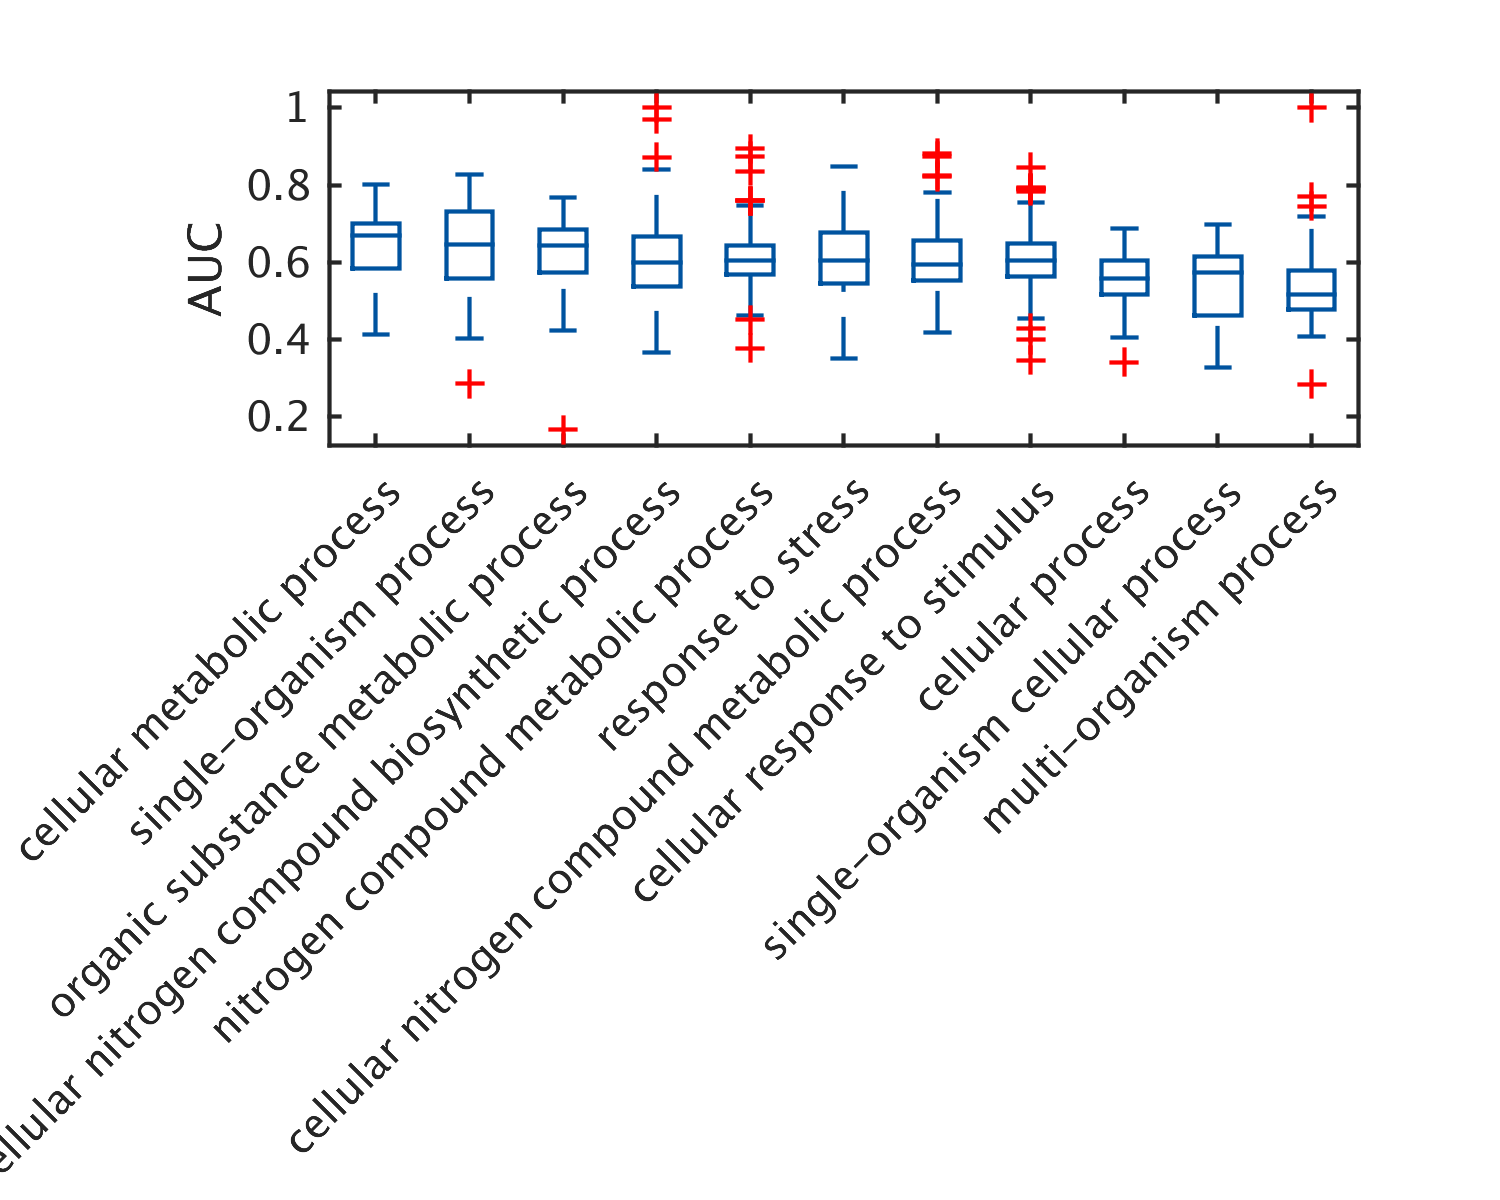 AUC
1
0.8
0.6
0.4
0.2
cellular metabolic process
single-organism process
organic substance metabolic process
ellular nitrogen compound biosynthetic process
nitrogen compound metabolic process
response to stress
cellular nitrogen compound metabolic process
cellular response to stimulus
cellular process
single-organism cellular process
multi-organism process